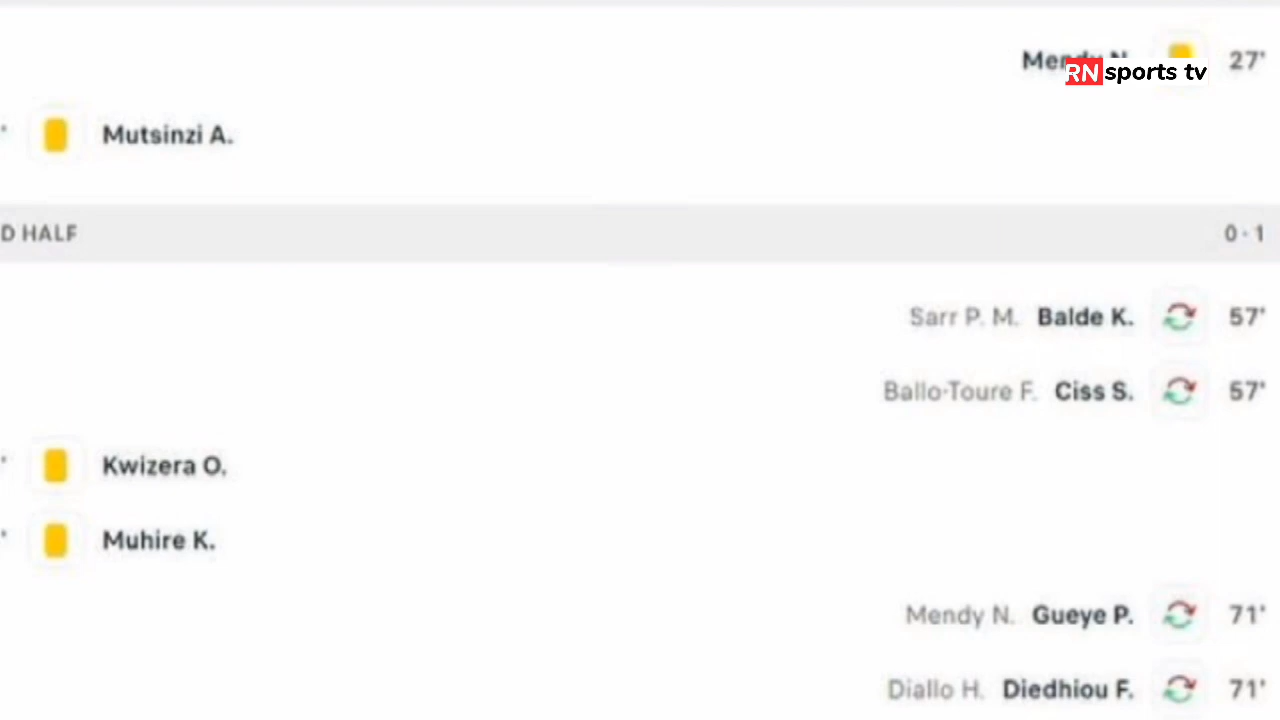 Mendy N. 27'
RN sports tv
' Mutsinzi A.
D HALF 0 - 1
Sarr P. M. Balde K. 57'
Ballo-Toure F. Ciss S. 57'
' Kwizera O.
' Muhire K.
Mendy N. Gueye P. 71'
Diallo H. Diedhiou F. 71'